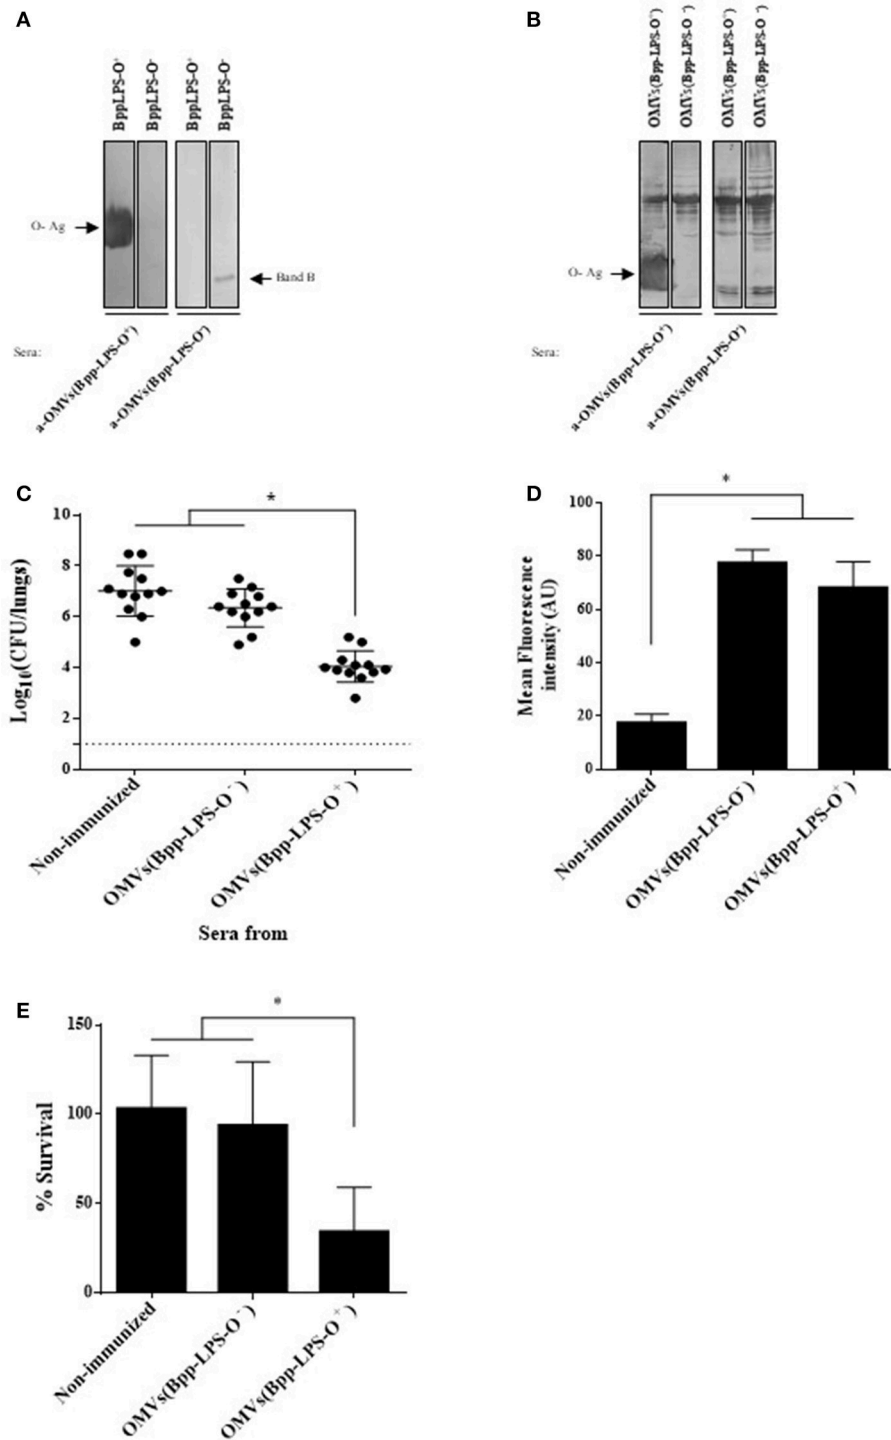 A
BppLPS-O+
BppLPS-O-
BppLPS-O+
BppLPS-O-
O- Ag
Band B
Sera:
a-OMVs(Bpp-LPS-O+)
a-OMVs(Bpp-LPS-O-)
B
OMVs(Bpp-LPS-O+)
OMVs(Bpp-LPS-O-)
OMVs(Bpp-LPS-O+)
OMVs(Bpp-LPS-O-)
O- Ag
Sera:
a-OMVs(Bpp-LPS-O+)
a-OMVs(Bpp-LPS-O-)
C
*
10
8
6
4
2
0
Log10(CFU/lungs)
Non-immunized
OMVs(Bpp-LPS-O-)
OMVs(Bpp-LPS-O+)
Sera from
D
*
100
80
60
40
20
0
Mean Fluorescence
intensity (AU)
Non-immunized
OMVs(Bpp-LPS-O-)
OMVs(Bpp-LPS-O+)
E
*
150
100
50
0
% Survival
Non-immunized
OMVs(Bpp-LPS-O-)
OMVs(Bpp-LPS-O+)